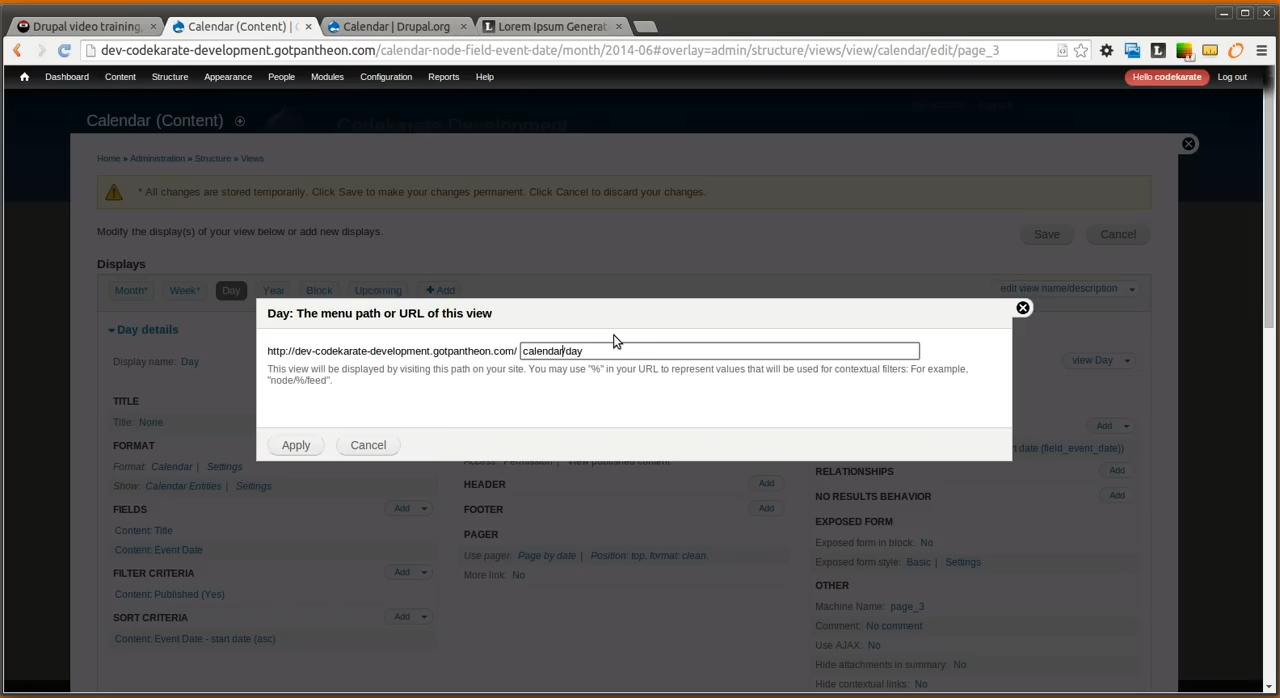 Drupal video training,
Calendar (Content) | C
Calendar | Drupal.org
Lorem Ipsum Generat
dev-codekarate-development.gotpantheon.com/calendar-node-field-event-date/month/2014-06#overlay=admin/structure/views/view/calendar/edit/page_3
Dashboard Content Structure Appearance People Modules Configuration Reports Help Hello codekarate Log out
Calendar (Content)
Codekarate Development
Home » Administration » Structure » Views
* All changes are stored temporarily. Click Save to make your changes permanent. Click Cancel to discard your changes.
Modify the display(s) of your view below or add new displays.
Save Cancel
Displays
Month* Week* Day Year Block Upcoming Add edit view name/description
Day: The menu path or URL of this view
http://dev-codekarate-development.gotpantheon.com/ calendar/day
This view will be displayed by visiting this path on your site. You may use "%" in your URL to represent values that will be used for contextual filters: For example,
"node/%/feed".
Apply Cancel
Day details
Display name: Day
view Day
TITLE
Title: None
FORMAT
Format: Calendar | Settings
Show: Calendar Entities | Settings
FIELDS Add
Content: Title
Content: Event Date
FILTER CRITERIA Add
Content: Published (Yes)
SORT CRITERIA Add
Content: Event Date - start date (asc)
Access: Permission | View published content
HEADER Add
FOOTER Add
PAGER
Use pager: Page by date | Position: top, format: clean.
More link: No
Add
date (field_event_date))
RELATIONSHIPS Add
NO RESULTS BEHAVIOR Add
EXPOSED FORM
Exposed form in block: No
Exposed form style: Basic | Settings
OTHER
Machine Name: page_3
Comment: No comment
Use AJAX: No
Hide attachments in summary: No
Hide contextual links: No